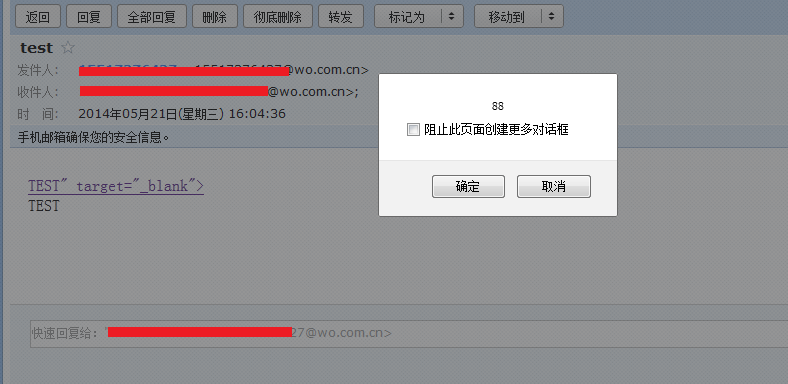 返回 回复 全部回复 删除 彻底删除 转发 标记为 移动到
test
发件人: @wo.com.cn>
收件人: @wo.com.cn>;
时 间: 2014年05月21日(星期三) 16:04:36
手机邮箱确保您的安全信息。
88
阻止此页面创建更多对话框
确定 取消
TEST" target="_blank">
TEST
快速回复给: "27@wo.com.cn>